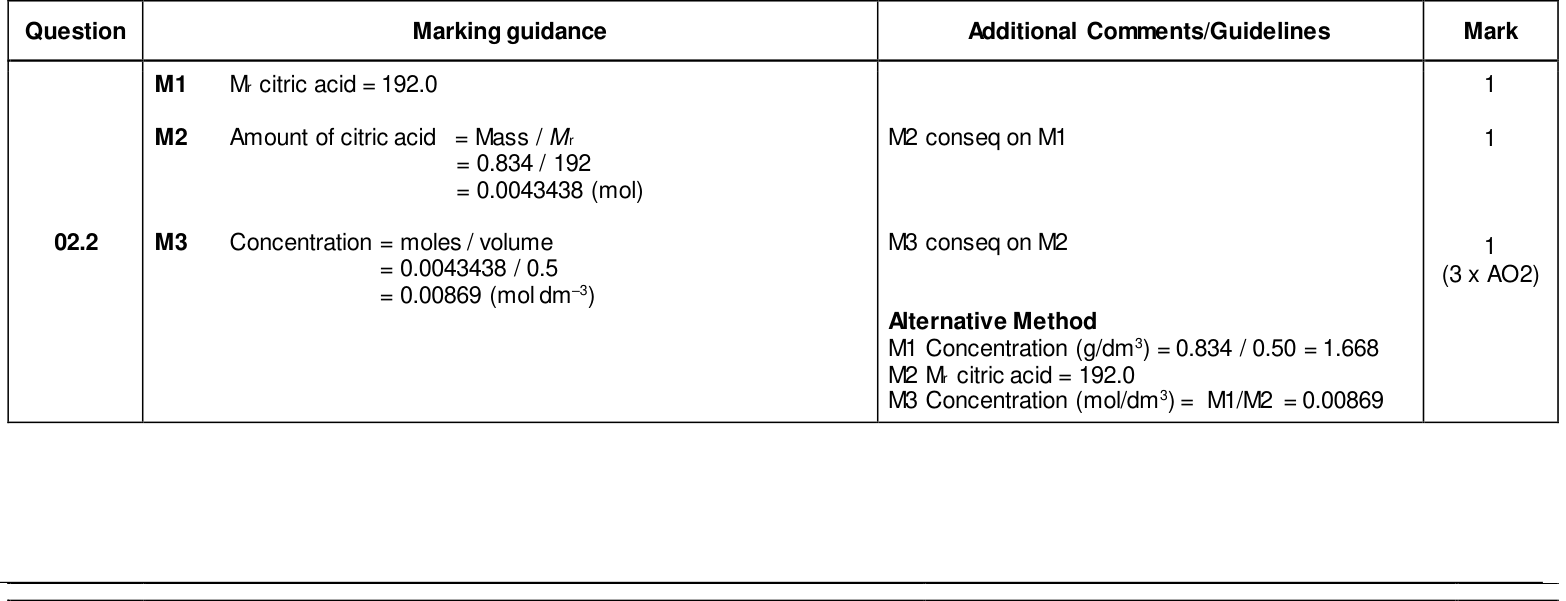 Question Marking guidance Additional Comments/Guidelines Mark
M1 Mr citric acid = 192.0 1
M2 Amount of citric acid = Mass / Mr M2 conseq on M1 1
= 0.834 / 192
= 0.0043438 (mol)
02.2 M3 Concentration = moles / volume M3 conseq on M2 1
= 0.0043438 / 0.5 (3 x AO2)
= 0.00869 (mol dm⁻³)
Alternative Method
M1 Concentration (g/dm³) = 0.834 / 0.50 = 1.668
M2 Mr citric acid = 192.0
M3 Concentration (mol/dm³) = M1/M2 = 0.00869